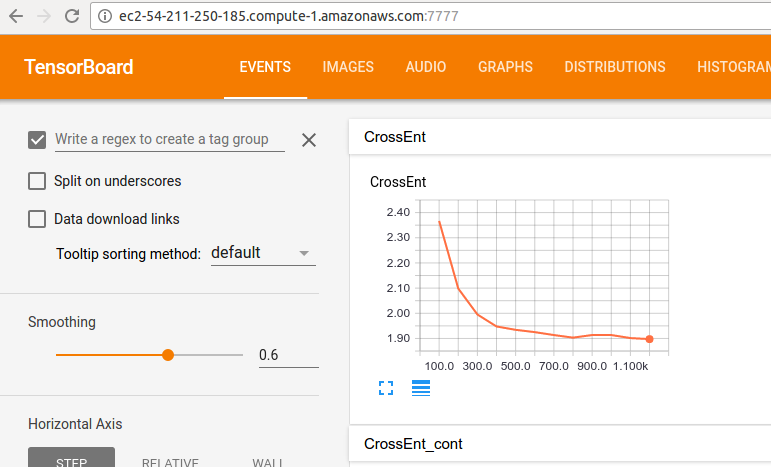 ec2-54-211-250-185.compute-1.amazonaws.com:7777
TensorBoard EVENTS IMAGES AUDIO GRAPHS DISTRIBUTIONS HISTOGRAM
Write a regex to create a tag group
Split on underscores
Data download links
Tooltip sorting method: default
Smoothing
0.6
Horizontal Axis
STEP RELATIVE WALL
CrossEnt
CrossEnt
2.40
2.30
2.20
2.10
2.00
1.90
100.0 300.0 500.0 700.0 900.0 1.100k
CrossEnt_cont